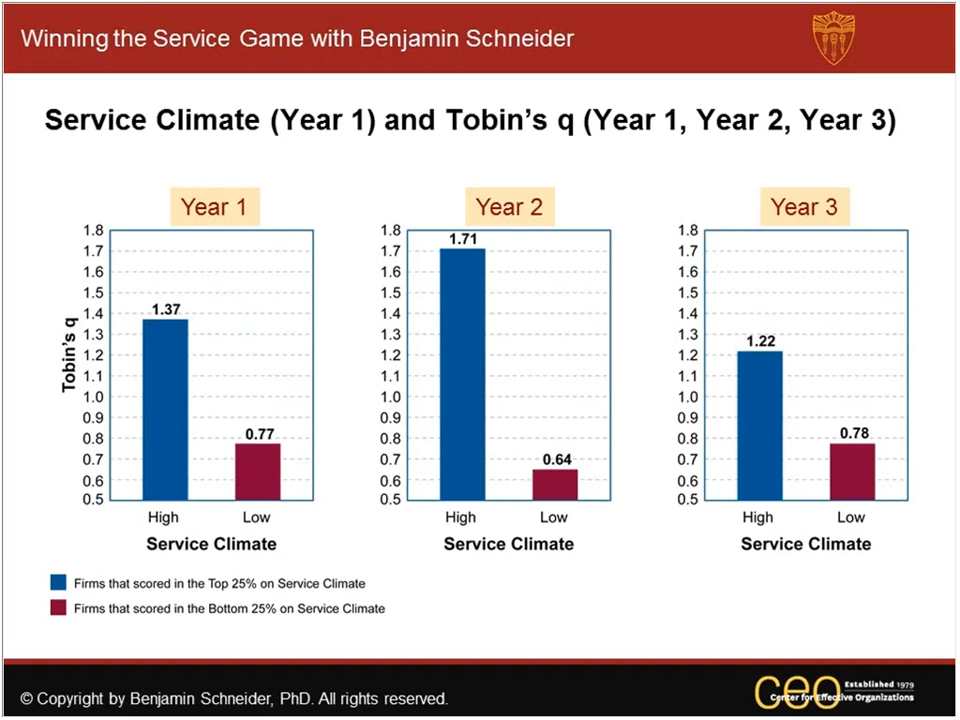 Winning the Service Game with Benjamin Schneider
Service Climate (Year 1) and Tobin's q (Year 1, Year 2, Year 3)
Year 1
Tobin's q
1.8
1.7
1.6
1.5
1.4
1.3
1.2
1.1
1.0
0.9
0.8
0.7
0.6
0.5
1.37
0.77
High Low
Service Climate
Year 2
1.8
1.7
1.6
1.5
1.4
1.3
1.2
1.1
1.0
0.9
0.8
0.7
0.6
0.5
1.71
0.64
High Low
Service Climate
Year 3
1.8
1.7
1.6
1.5
1.4
1.3
1.2
1.1
1.0
0.9
0.8
0.7
0.6
0.5
1.22
0.78
High Low
Service Climate
Firms that scored in the Top 25% on Service Climate
Firms that scored in the Bottom 25% on Service Climate
© Copyright by Benjamin Schneider, PhD. All rights reserved.
ceo
Established 1979
Center for Effective Organizations